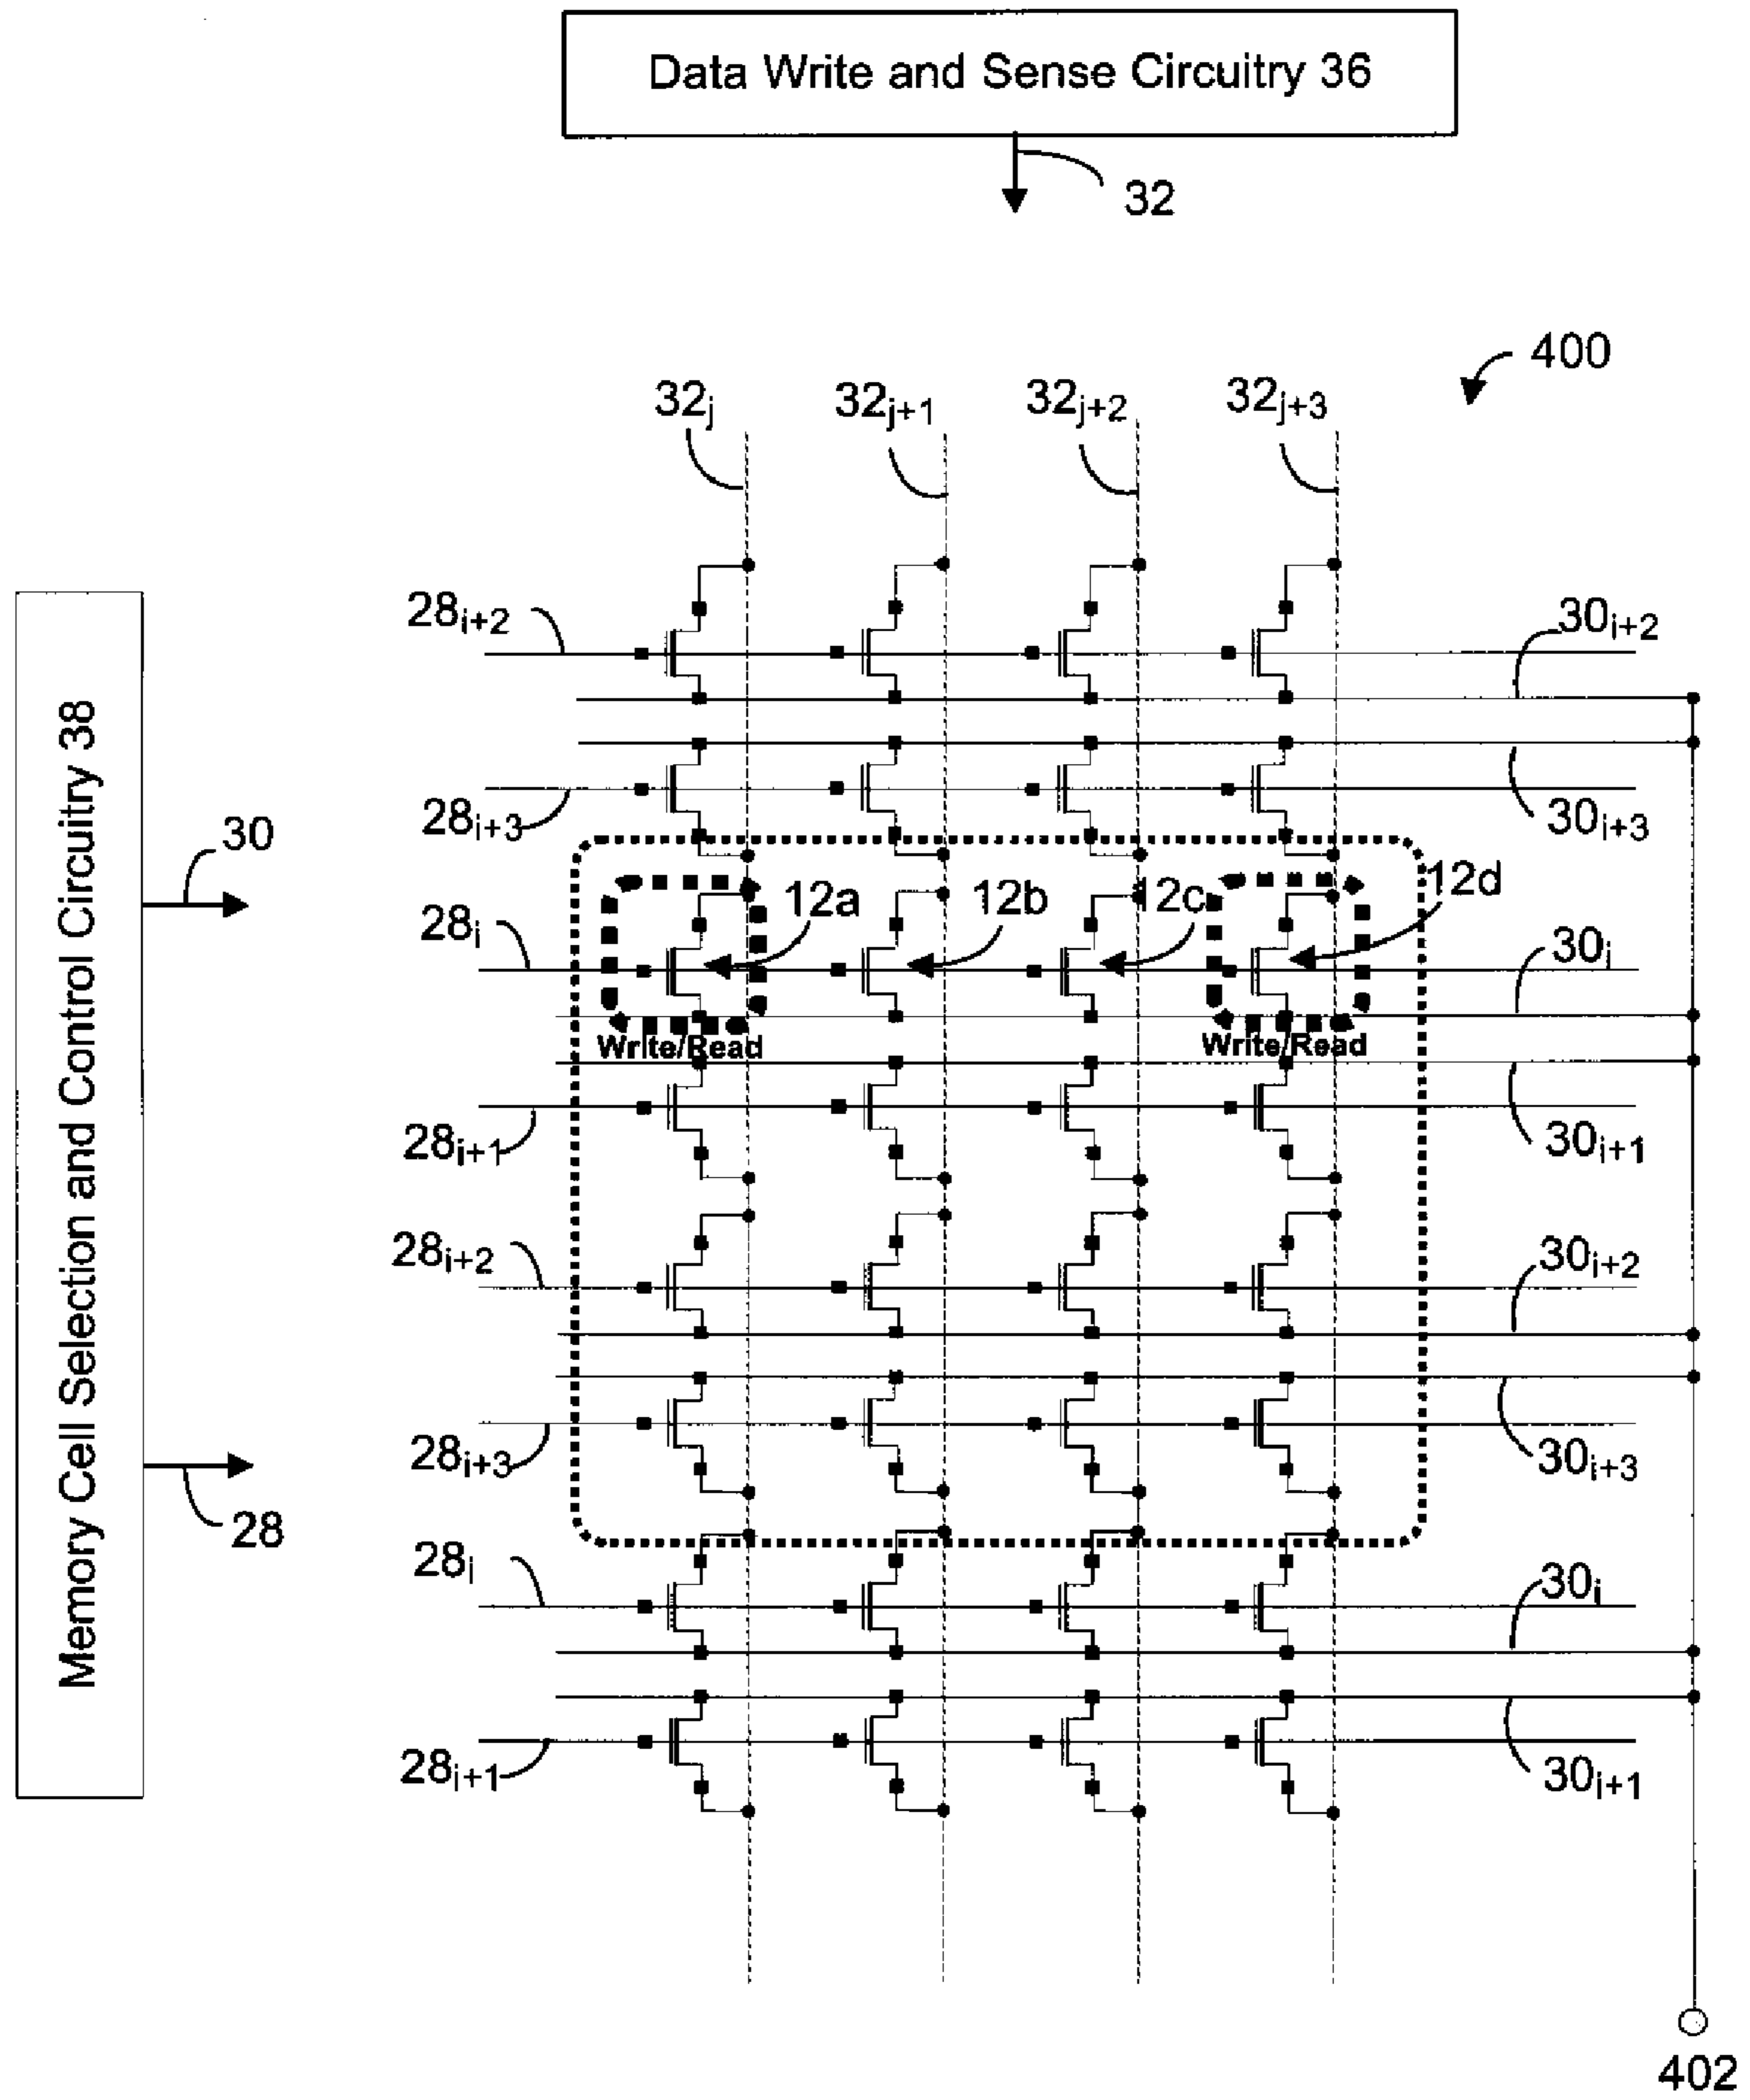 Data Write and Sense Circuitry 36
32
400
32j 32j+1 32j+2 32j+3
28i+2 30i+2
28i+3 30i+3
Memory Cell Selection and Control Circuitry 38
30
28
12a 12b 2c 12d
28i 30i
Write/Read Write/Read
28i+1 30i+1
28i+2 30i+2
28i+3 30i+3
28i 30i
28i+1 30i+1
402